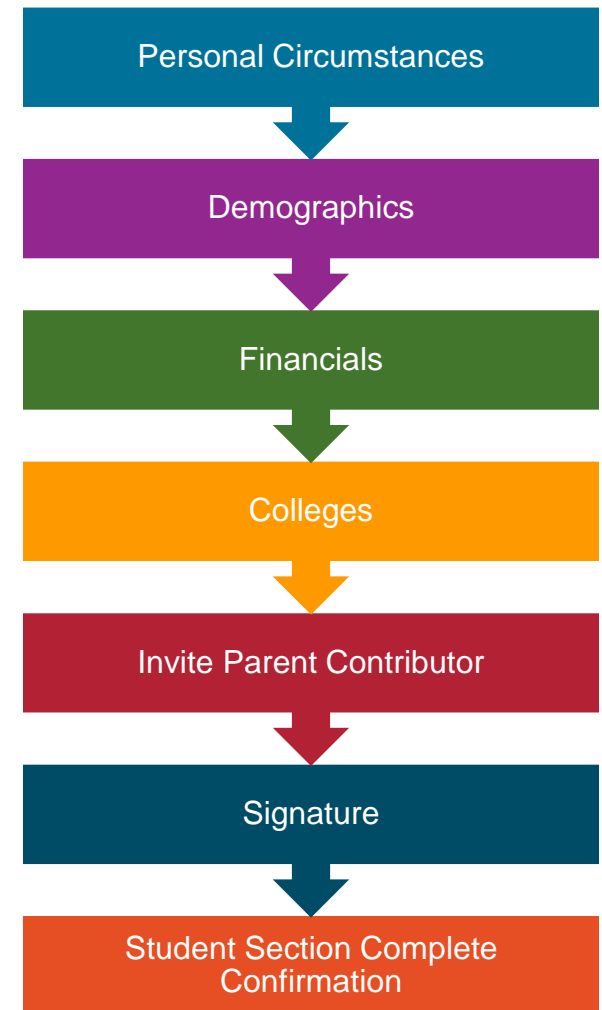 Personal Circumstances
Demographics
Financials
Colleges
Invite Parent Contributor
Signature
Student Section Complete
Confirmation